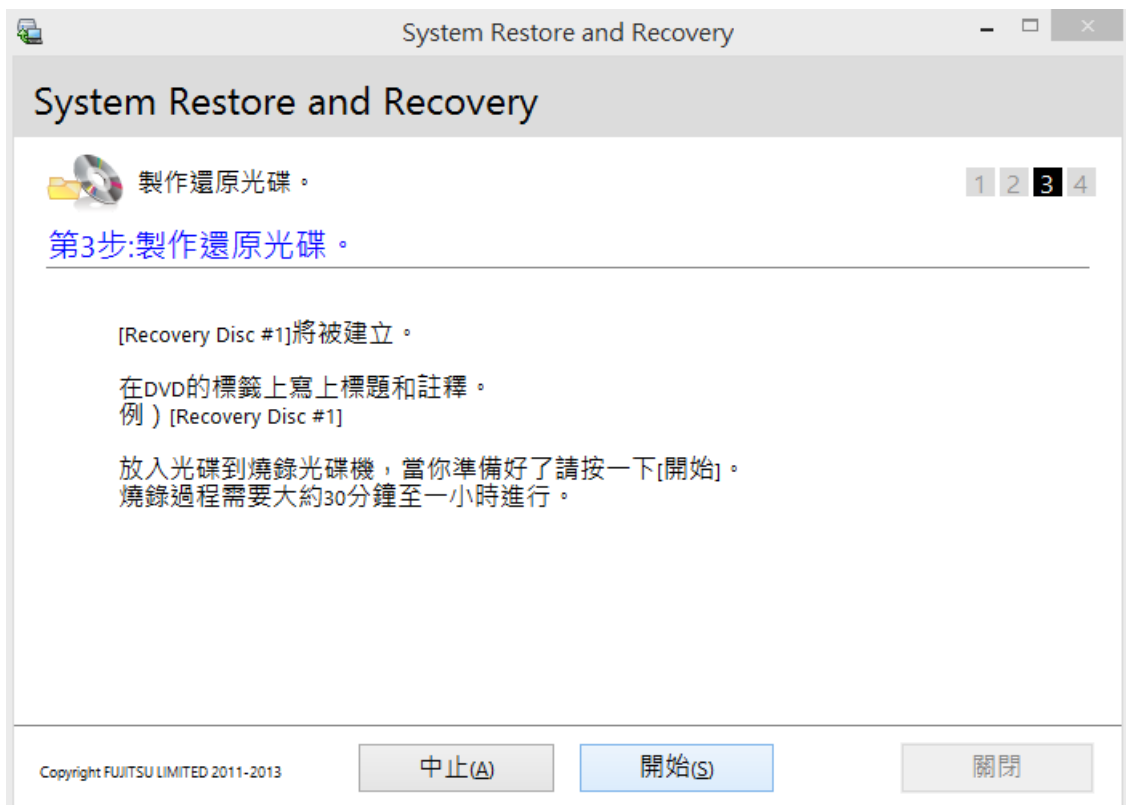 System Restore and Recovery
System Restore and Recovery
製作還原光碟。
1 2 3 4
第3步:製作還原光碟。
[Recovery Disc #1]將被建立。
在DVD的標籤上寫上標題和註釋。
例 ) [Recovery Disc #1]
放入光碟到燒錄光碟機，當你準備好了請按一下[開始]。
燒錄過程需要大約30分鐘至一小時進行。
Copyright FUJITSU LIMITED 2011-2013
中止(A)
開始(S)
關閉